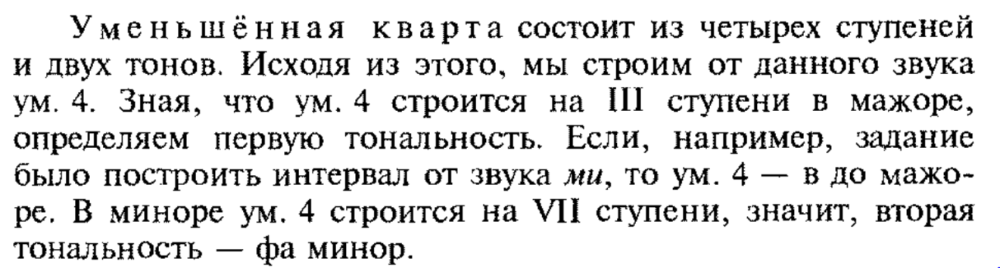 Уменьшённая кварта состоит из четырех ступеней
и двух тонов. Исходя из этого, мы строим от данного звука
ум. 4. Зная, что ум. 4 строится на III ступени в мажоре,
определяем первую тональность. Если, например, задание
было построить интервал от звука ми, то ум. 4 — в до мажо-
ре. В миноре ум. 4 строится на VII ступени, значит, вторая
тональность — фа минор.